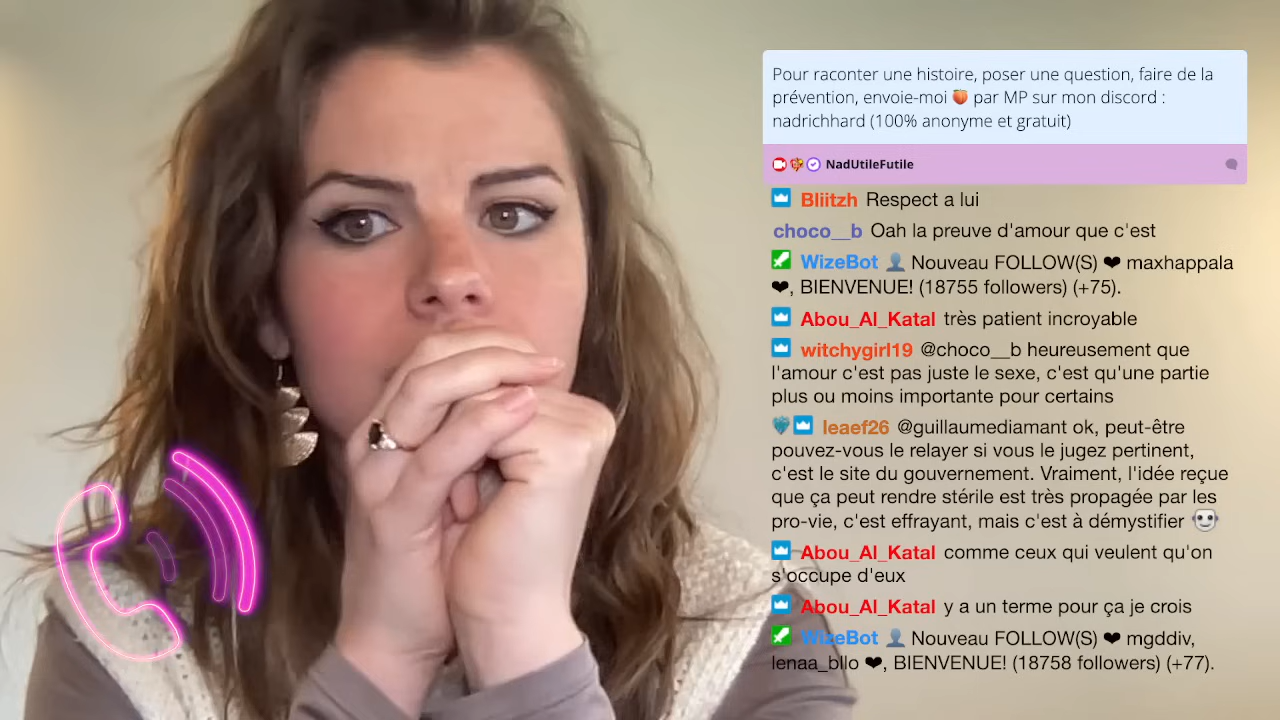 Pour raconter une histoire, poser une question, faire de la
prévention, envoie-moi 🍑 par MP sur mon discord :
nadrichhard (100% anonyme et gratuit)
NadUtileFutile
Bliitzh Respect a lui
choco__b Oah la preuve d'amour que c'est
WizeBot 👤 Nouveau FOLLOW(S) ❤ maxhappala
❤, BIENVENUE! (18755 followers) (+75).
Abou_Al_Katal très patient incroyable
witchygirl19 @choco__b heureusement que
l'amour c'est pas juste le sexe, c'est qu'une partie
plus ou moins importante pour certains
leaef26 @guillaumediamant ok, peut-être
pouvez-vous le relayer si vous le jugez pertinent,
c'est le site du gouvernement. Vraiment, l'idée reçue
que ça peut rendre stérile est très propagée par les
pro-vie, c'est effrayant, mais c'est à démystifier
Abou_Al_Katal comme ceux qui veulent qu'on
s'occupe d'eux
Abou_Al_Katal y a un terme pour ça je crois
WizeBot 👤 Nouveau FOLLOW(S) ❤ mgddiv,
lenaa_bllo ❤, BIENVENUE! (18758 followers) (+77).